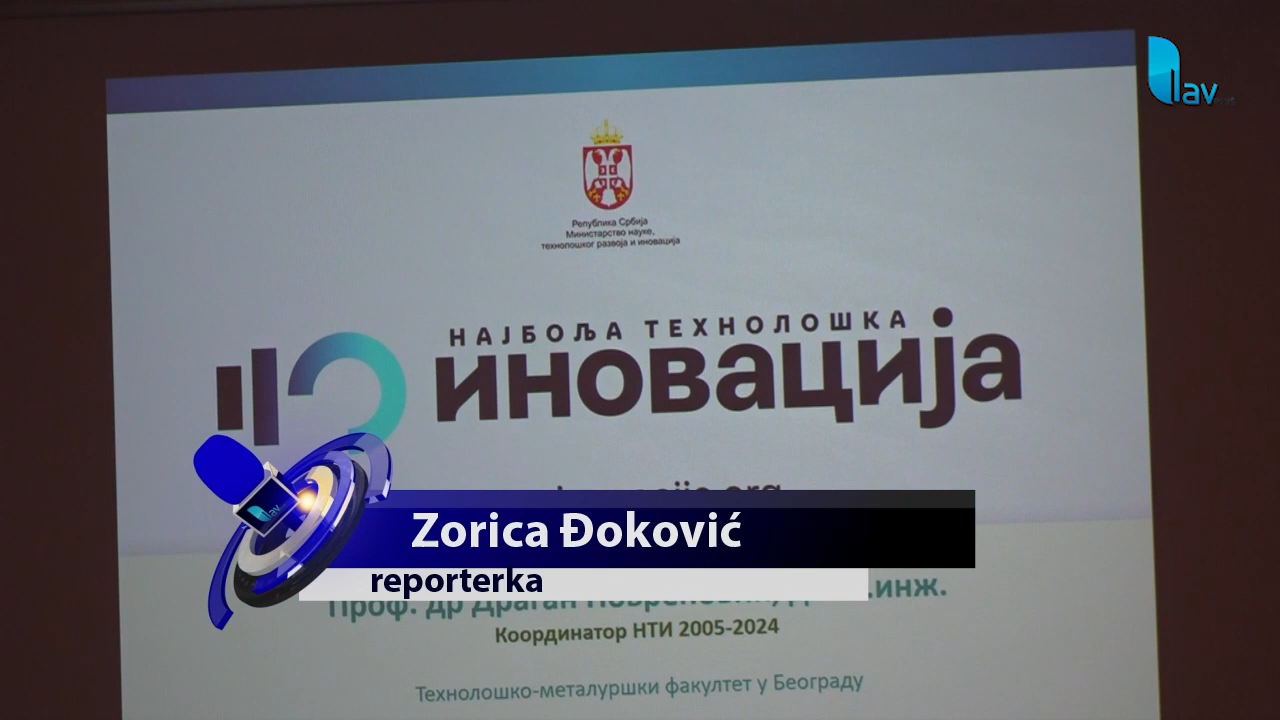 lav
Република Србија
Министарство науке,
технолошког развоја и иновација
НАЈБОЉА ТЕХНОЛОШКА
иновација
Zorica Đoković
reporterka
Проф. др Драган
.инж.
Координатор НТИ 2005-2024
Технолошко-металуршки факултет у Београду